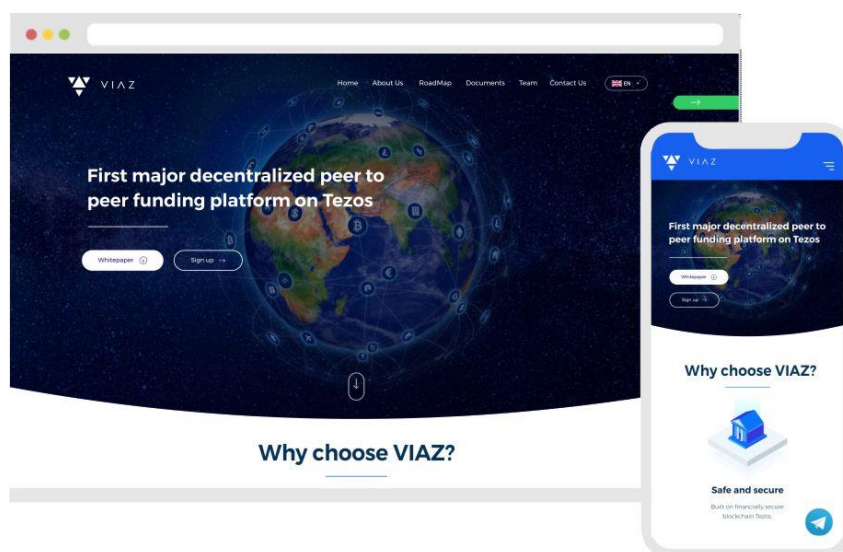 VIAZ
Home About Us RoadMap Documents Team Contact Us EN
First major decentralized peer to
peer funding platform on Tezos
Whitepaper
Sign up
Why choose VIAZ?
VIAZ
First major decentralized peer to
peer funding platform on Tezos
Whitepaper
Sign up
Why choose VIAZ?
Safe and secure
Built on financially secure
blockchain Tezos.